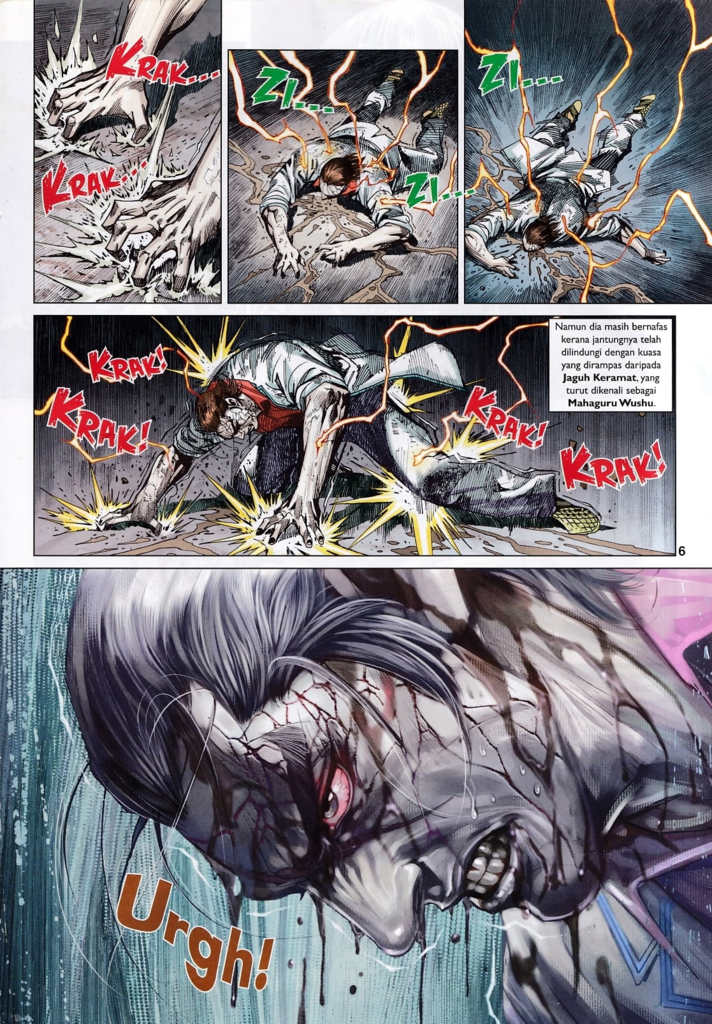 KRAK...
KRAK...
ZI...
ZI...
ZI...
KRAK!
KRAK!
KRAK!
KRAK!
Namun dia masih bernafas
kerana jantungnya telah
dilindungi dengan kuasa
yang dirampas daripada
Jaguh Keramat, yang
turut dikenali sebagai
Mahaguru Wushu.
6
Urgh!